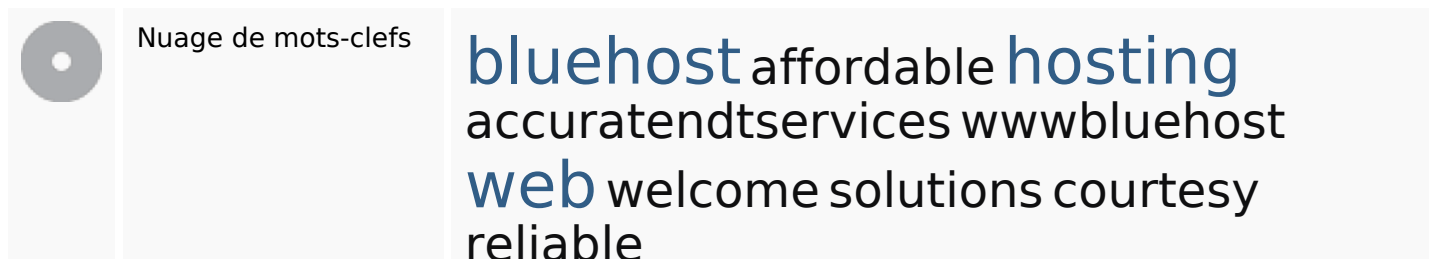 Nuage de mots-clefs
bluehost affordable hosting
accuratendtservices wwwbluehost
web welcome solutions courtesy
reliable